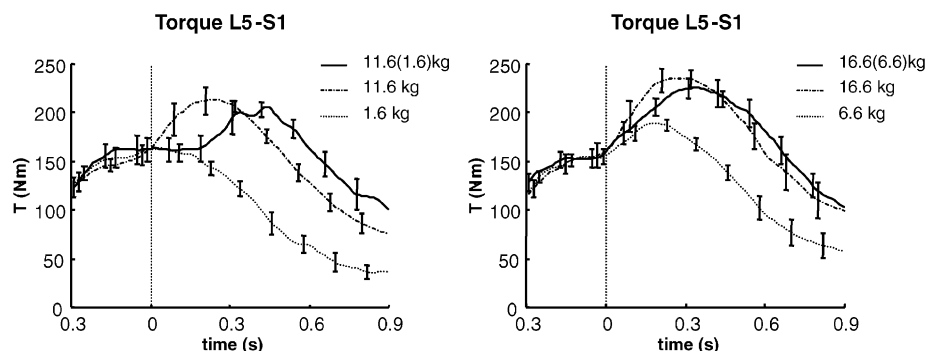 Torque L5-S1
11.6(1.6)kg
11.6 kg
1.6 kg
T (Nm)
250
200
150
100
50
0
0.3 0 0.3 0.6 0.9
time (s)
Torque L5-S1
16.6(6.6)kg
16.6 kg
6.6 kg
T (Nm)
250
200
150
100
50
0
0.3 0 0.3 0.6 0.9
time (s)